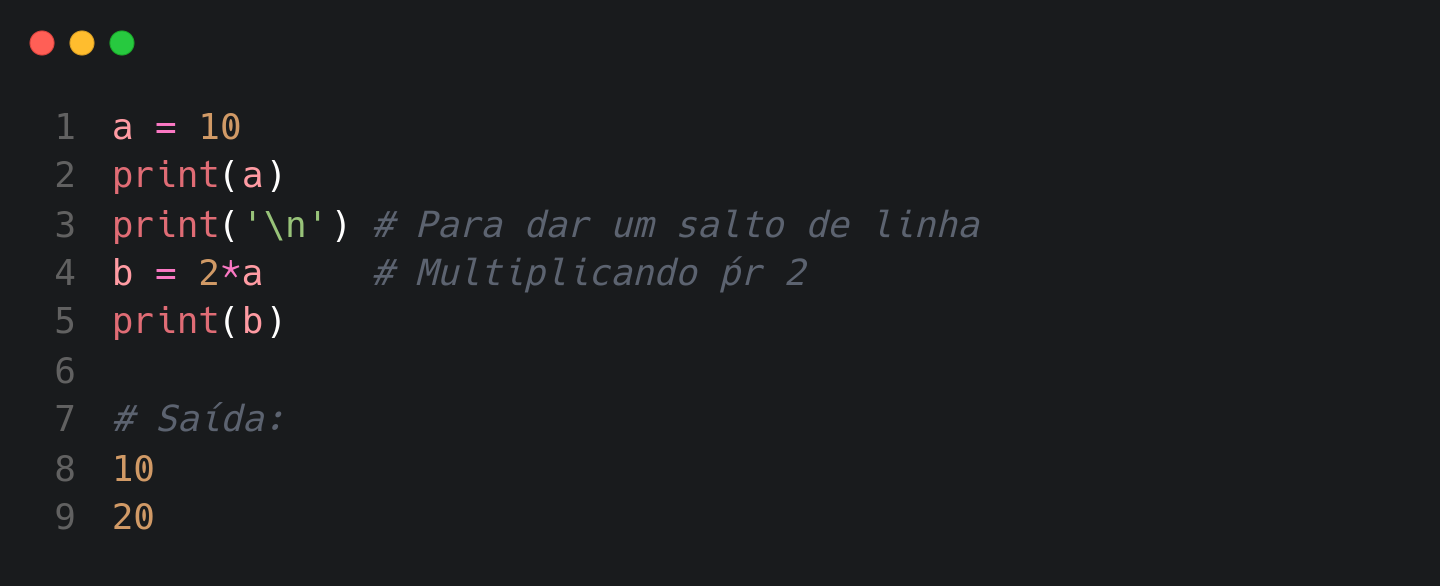 1 a = 10
2 print(a)
3 print('\n') # Para dar um salto de linha
4 b = 2*a     # Multiplicando ṕr 2
5 print(b)
6
7 # Saída:
8 10
9 20